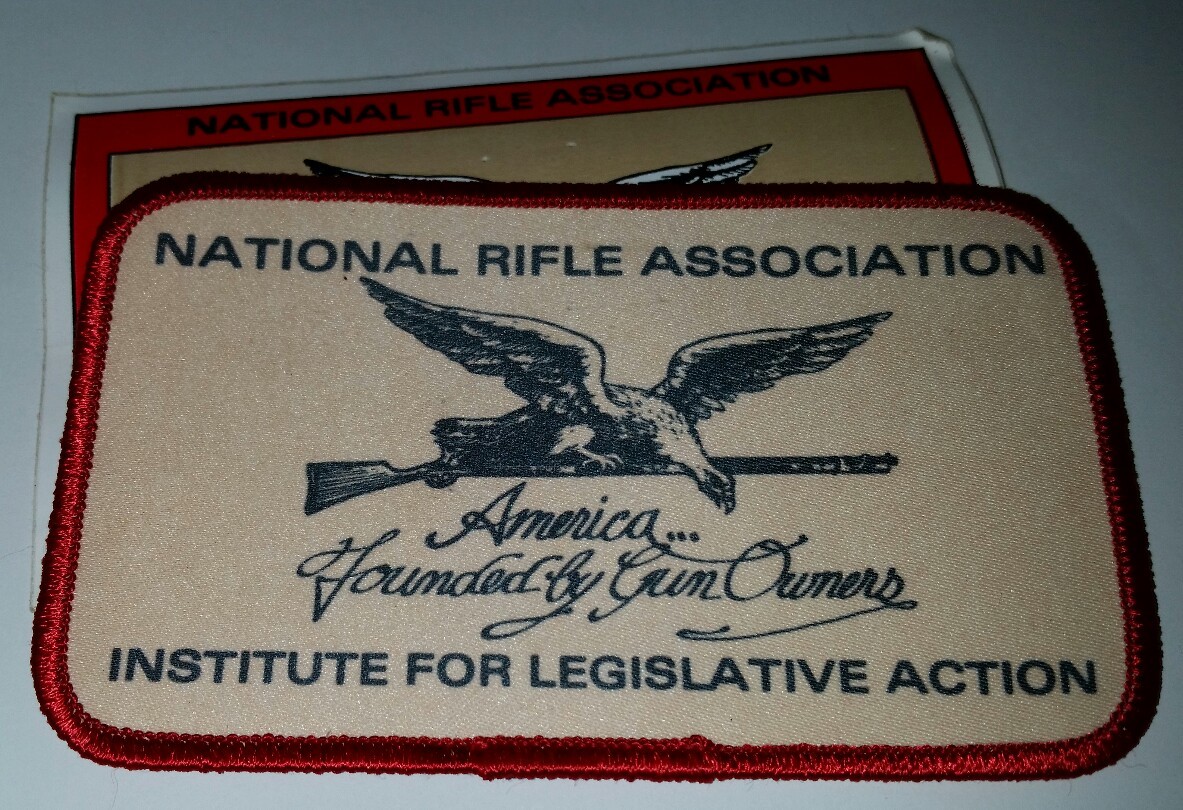 NATIONAL RIFLE ASSOCIATION
NATIONAL RIFLE ASSOCIATION
America...
Founded by Gun Owners
INSTITUTE FOR LEGISLATIVE ACTION